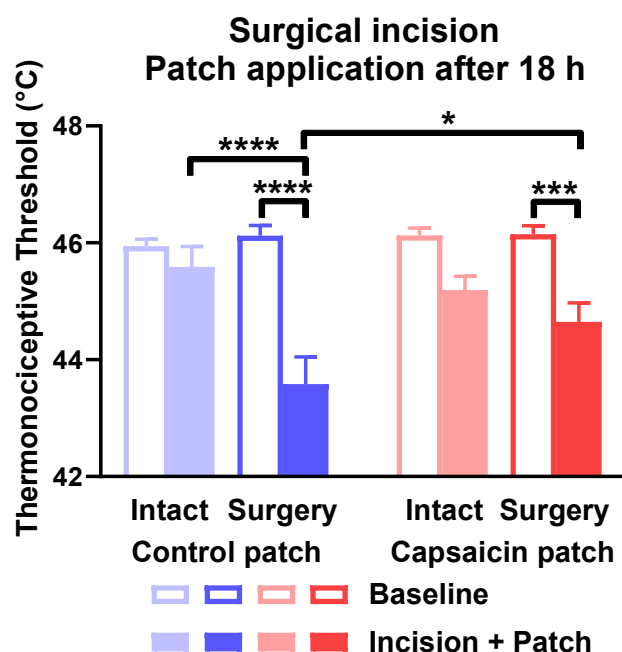 Surgical incision
Patch application after 18 h
Thermonociceptive Threshold (°C)
48
46
44
42
****
****
*
***
Intact Surgery Intact Surgery
Control patch Capsaicin patch
Baseline
Incision + Patch